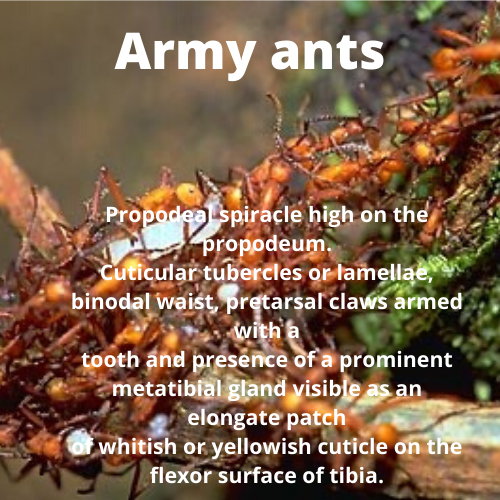 Army ants
Propodeal spiracle high on the
propodeum.
Cuticular tubercles or lamellae,
binodal waist, pretarsal claws armed
with a
tooth and presence of a prominent
metatibial gland visible as an
elongate patch
of whitish or yellowish cuticle on the
flexor surface of tibia.